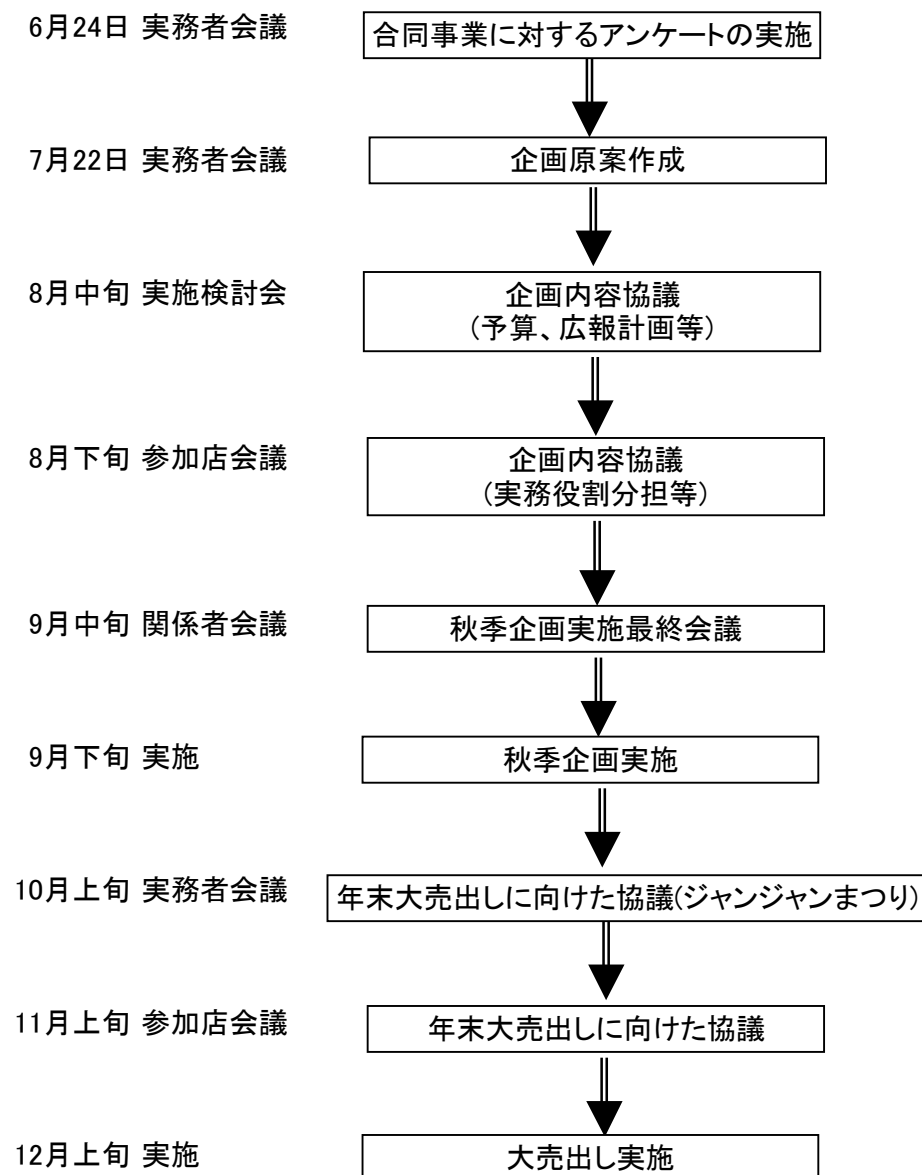 6月24日 実務者会議
合同事業に対するアンケートの実施
7月22日 実務者会議
企画原案作成
8月中旬 実施検討会
企画内容協議
(予算、広報計画等)
8月下旬 参加店会議
企画内容協議
(実務役割分担等)
9月中旬 関係者会議
秋季企画実施最終会議
9月下旬 実施
秋季企画実施
10月上旬 実務者会議
年末大売出しに向けた協議(ジャンジャンまつり)
11月上旬 参加店会議
年末大売出しに向けた協議
12月上旬 実施
大売出し実施